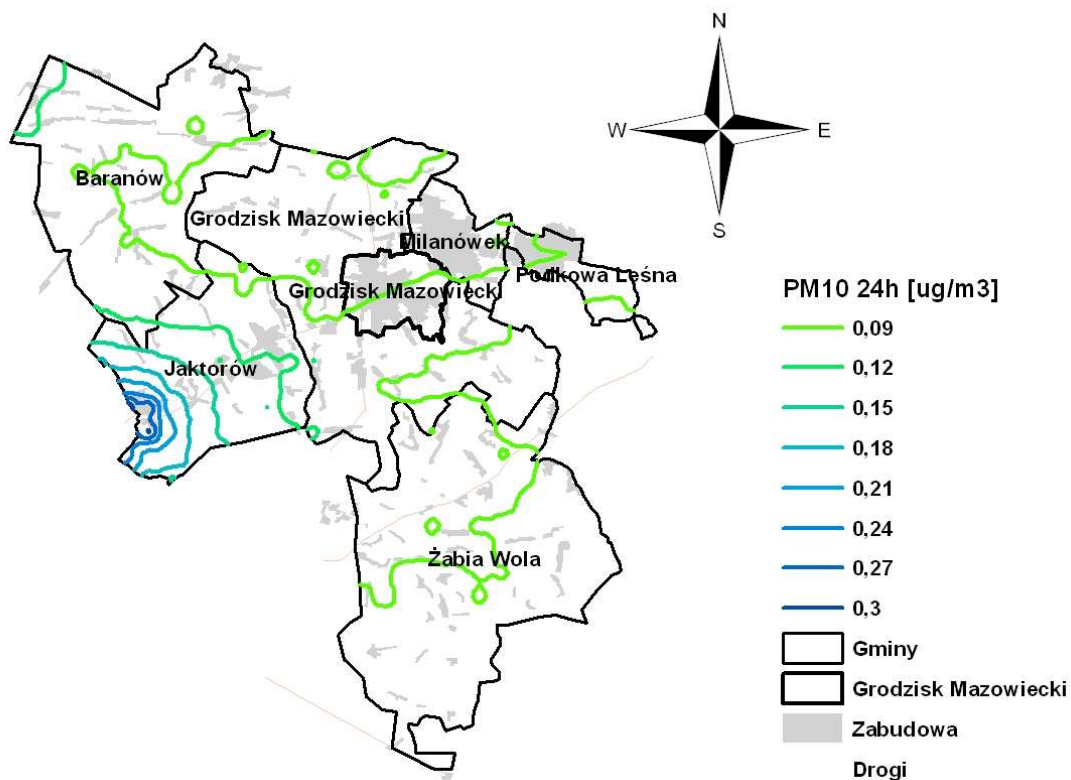 N
W E
S
Baranów
Grodzisk Mazowiecki
Milanówek
Podkowa Leśna
Grodzisk Mazowiecki
Jaktorów
Żabia Wola
PM10 24h [ug/m3]
0,09
0,12
0,15
0,18
0,21
0,24
0,27
0,3
Gminy
Grodzisk Mazowiecki
Zabudowa
Drogi